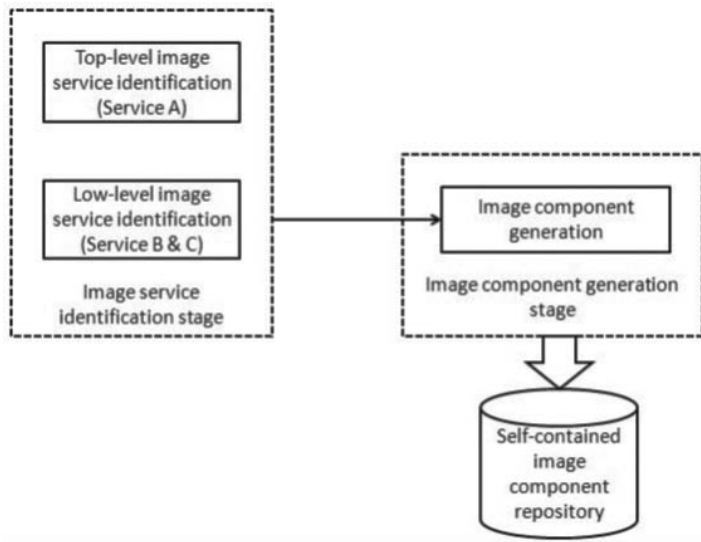 Top-level image
service identification
(Service A)
Low-level image
service identification
(Service B & C)
Image service
identification stage
Image component
generation
Image component generation
stage
Self-contained
image
component
repository